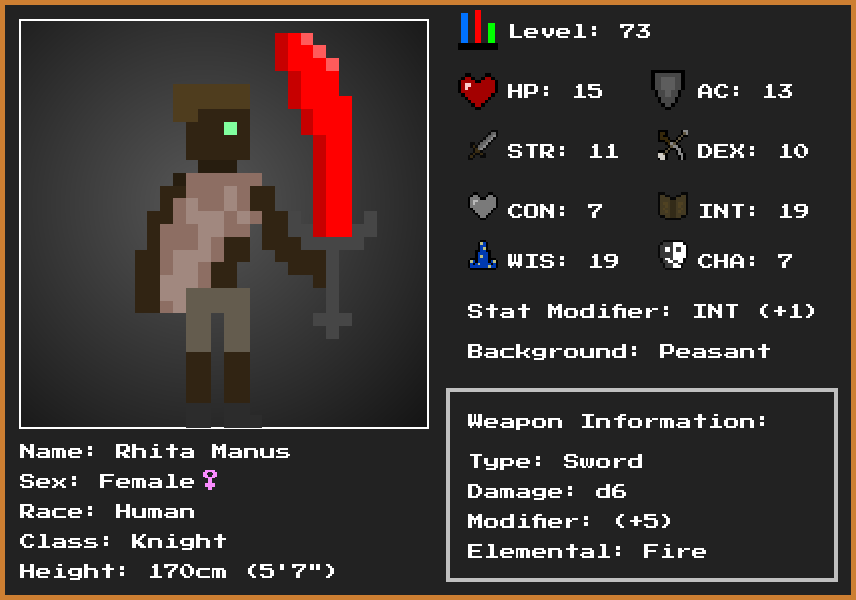 Level: 73
HP: 15
AC: 13
STR: 11
DEX: 10
CON: 7
INT: 19
WIS: 19
CHA: 7
Stat Modifier: INT (+1)
Background: Peasant
Weapon Information:
Type: Sword
Damage: d6
Modifier: (+5)
Elemental: Fire
Name: Rhita Manus
Sex: Female♀
Race: Human
Class: Knight
Height: 170cm (5'7")